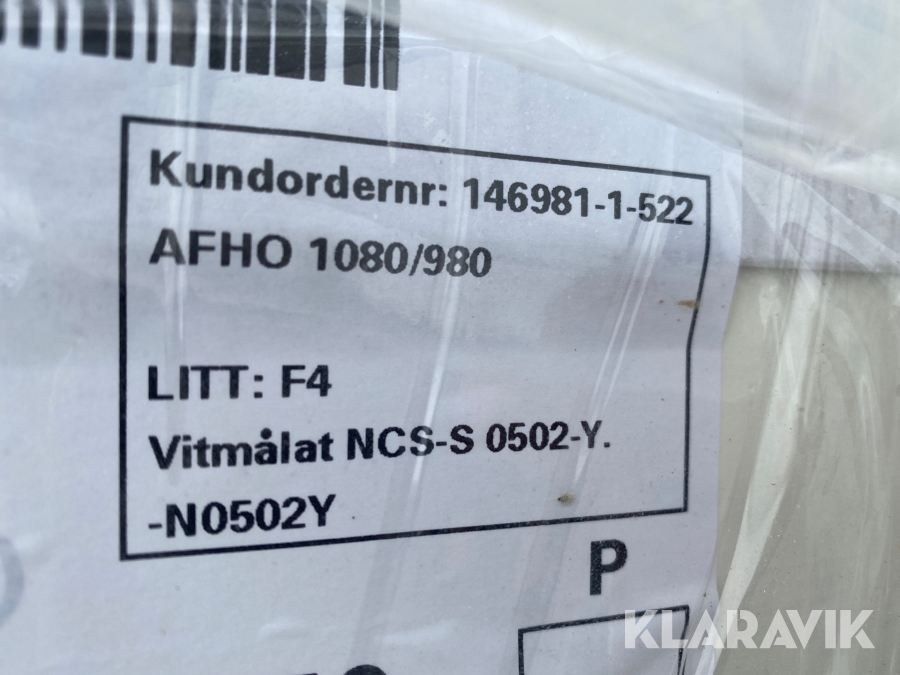 Kundordernr: 146981-1-522
AFHO 1080/980
LITT: F4
Vitmålat NCS-S 0502-Y.
-N0502Y
P
KLARAVIK